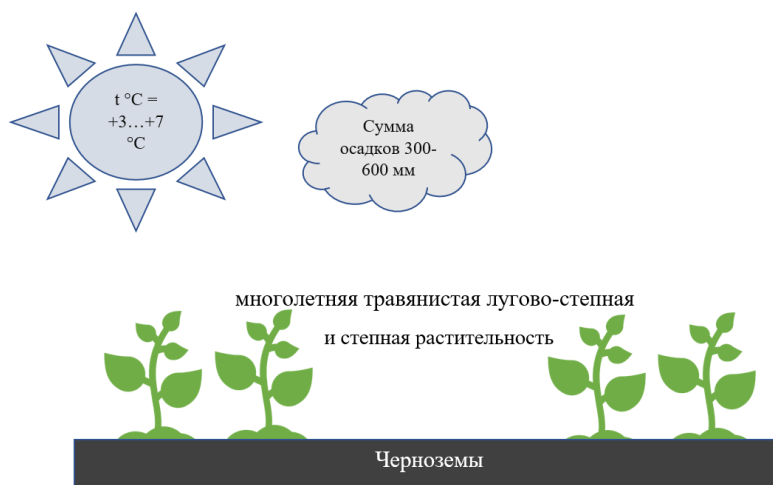 t °C =
+3…+7
°C
Сумма
осадков 300-
600 мм
многолетняя травянистая лугово-степная
и степная растительность
Черноземы